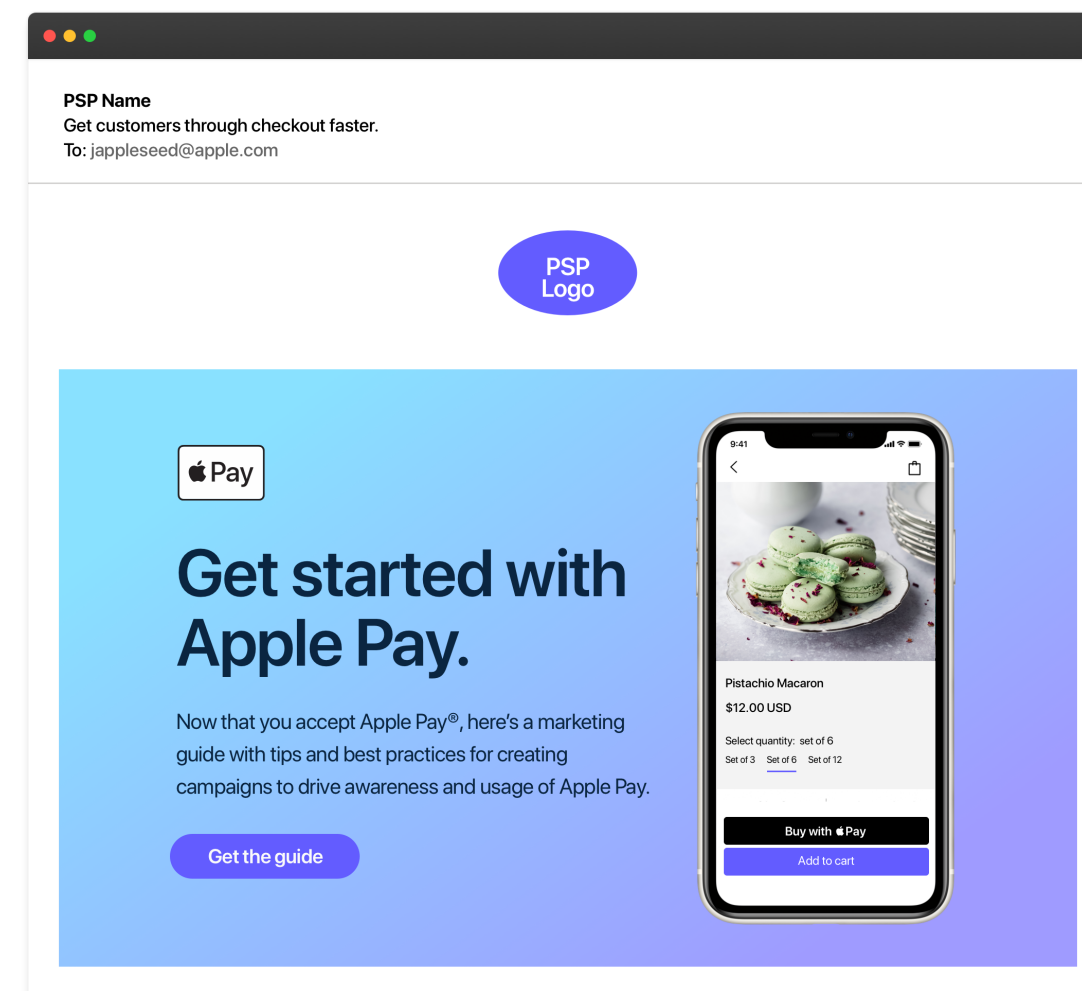 PSP Name
Get customers through checkout faster.
To: jappleseed@apple.com
PSP
Logo
Pay
Get started with
Apple Pay.
Now that you accept Apple Pay®, here’s a marketing
guide with tips and best practices for creating
campaigns to drive awareness and usage of Apple Pay.
Get the guide
9:41
Pistachio Macaron
$12.00 USD
Select quantity: set of 6
Set of 3 Set of 6 Set of 12
Buy with Pay
Add to cart